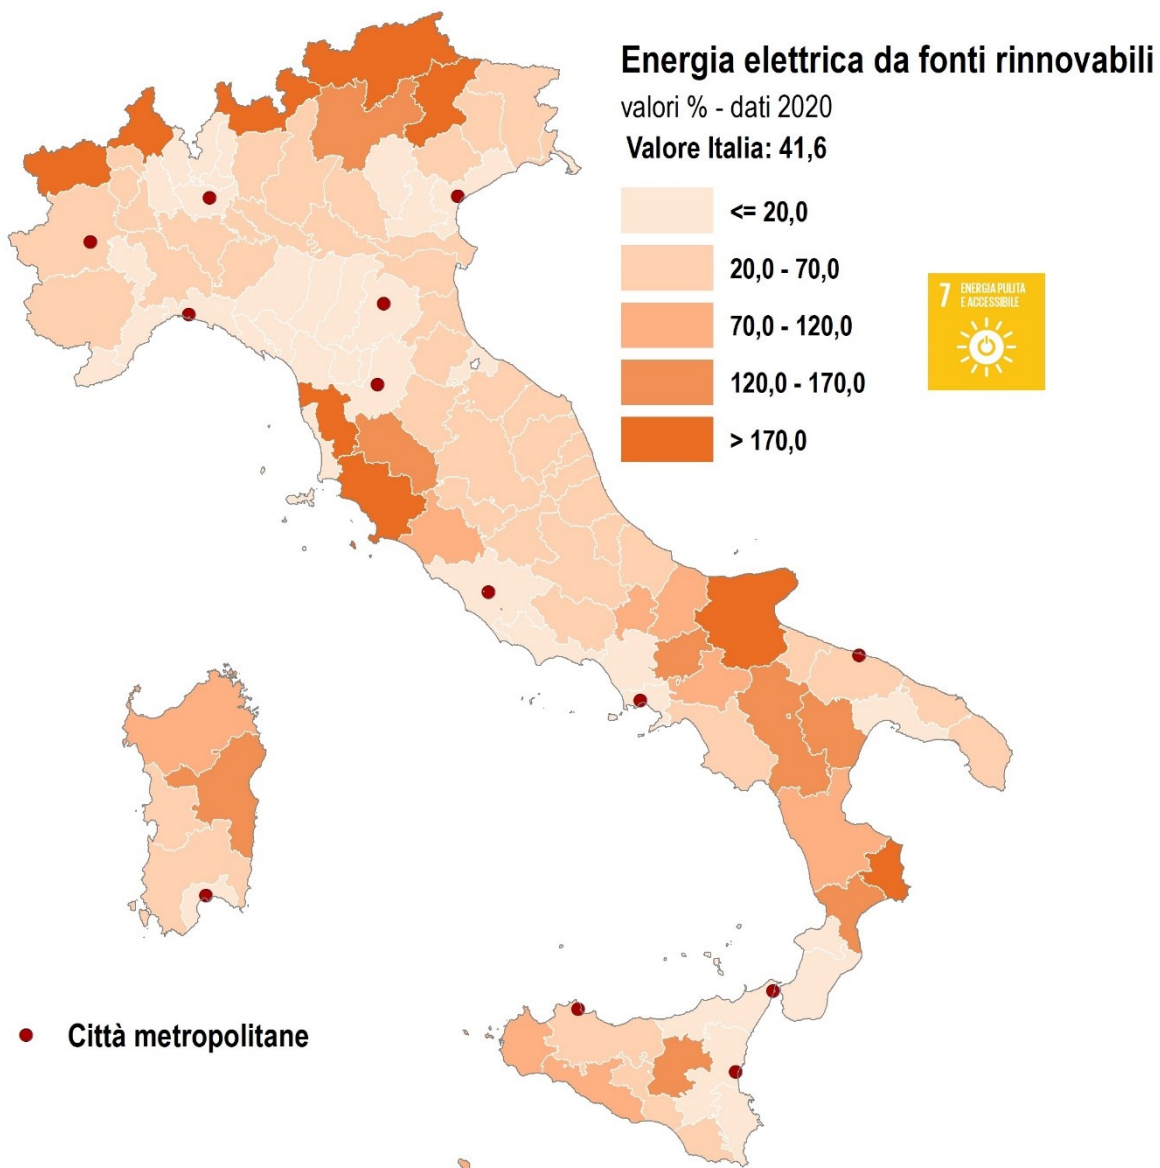 Energia elettrica da fonti rinnovabili
valori % - dati 2020
Valore Italia: 41,6
<= 20,0
20,0 - 70,0
70,0 - 120,0
120,0 - 170,0
> 170,0
7 ENERGIA PULITA
E ACCESSIBILE
Città metropolitane